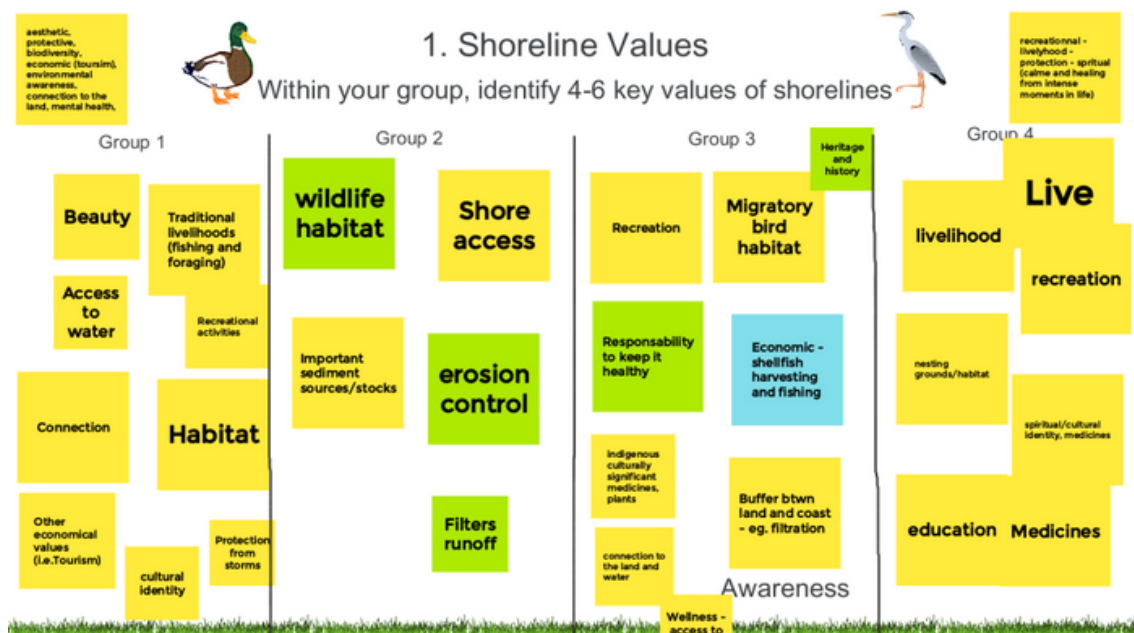 aesthetic,
protective,
biodiversity,
economic (toursim),
environmental
awareness,
connection to the
land, mental health,
1. Shoreline Values
Within your group, identify 4-6 key values of shorelines
recreationnal -
livelyhood -
protection - spritual
(calme and healing
from intense
moments in life)
Group 1
Beauty
Traditional
livelihoods
(fishing and
foraging)
Access
to
water
Recreational
activities
Connection
Habitat
Other
economical
values
(i.e.Tourism)
cultural
identity
Protection
from
storms
Group 2
wildlife
habitat
Shore
access
Important
sediment
sources/stocks
erosion
control
Filters
runoff
Group 3
Heritage
and
history
Recreation
Migratory
bird
habitat
Responsability
to keep it
healthy
Economic -
shellfish
harvesting
and fishing
indigenous
culturally
significant
medicines,
plants
Buffer btwn
land and coast
- eg. filtration
connection to
the land and
water
Awareness
Wellness -
access to
Group 4
Live
livelihood
recreation
nesting
grounds/habitat
spiritual/cultural
identity, medicines
education
Medicines